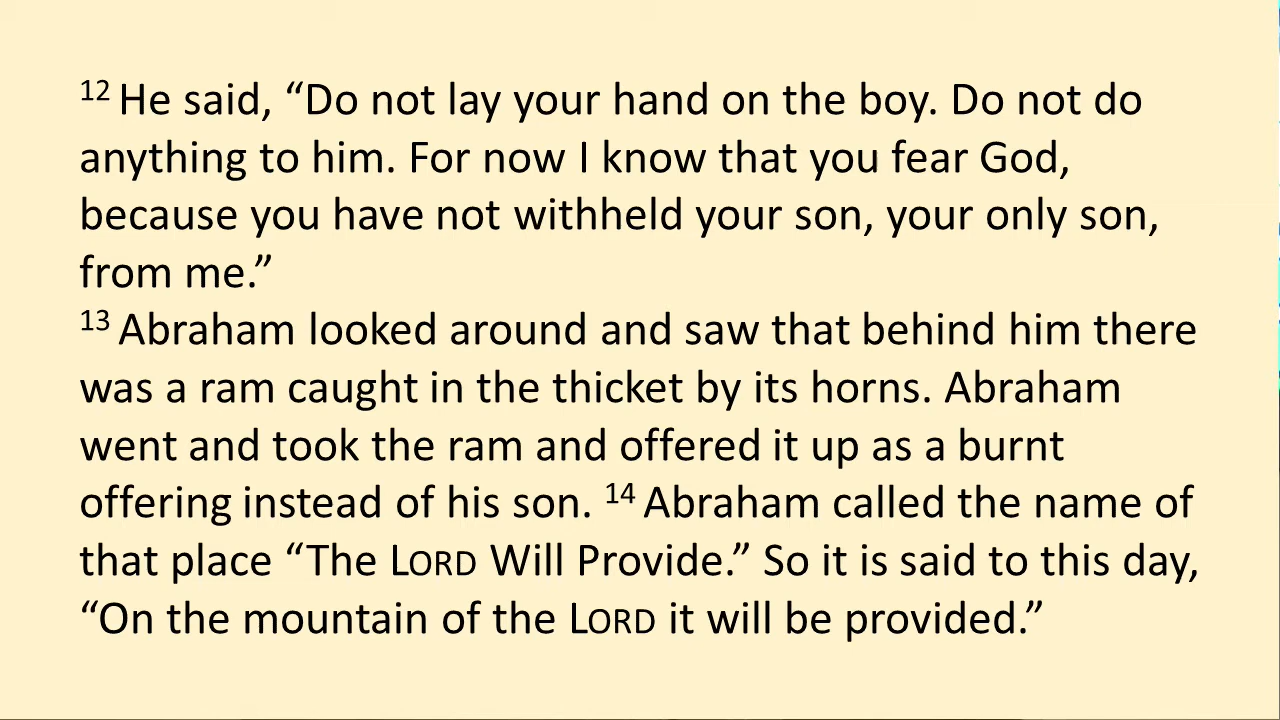 12 He said, “Do not lay your hand on the boy. Do not do
anything to him. For now I know that you fear God,
because you have not withheld your son, your only son,
from me.”
13 Abraham looked around and saw that behind him there
was a ram caught in the thicket by its horns. Abraham
went and took the ram and offered it up as a burnt
offering instead of his son. 14 Abraham called the name of
that place “The LORD Will Provide.” So it is said to this day,
“On the mountain of the LORD it will be provided.”